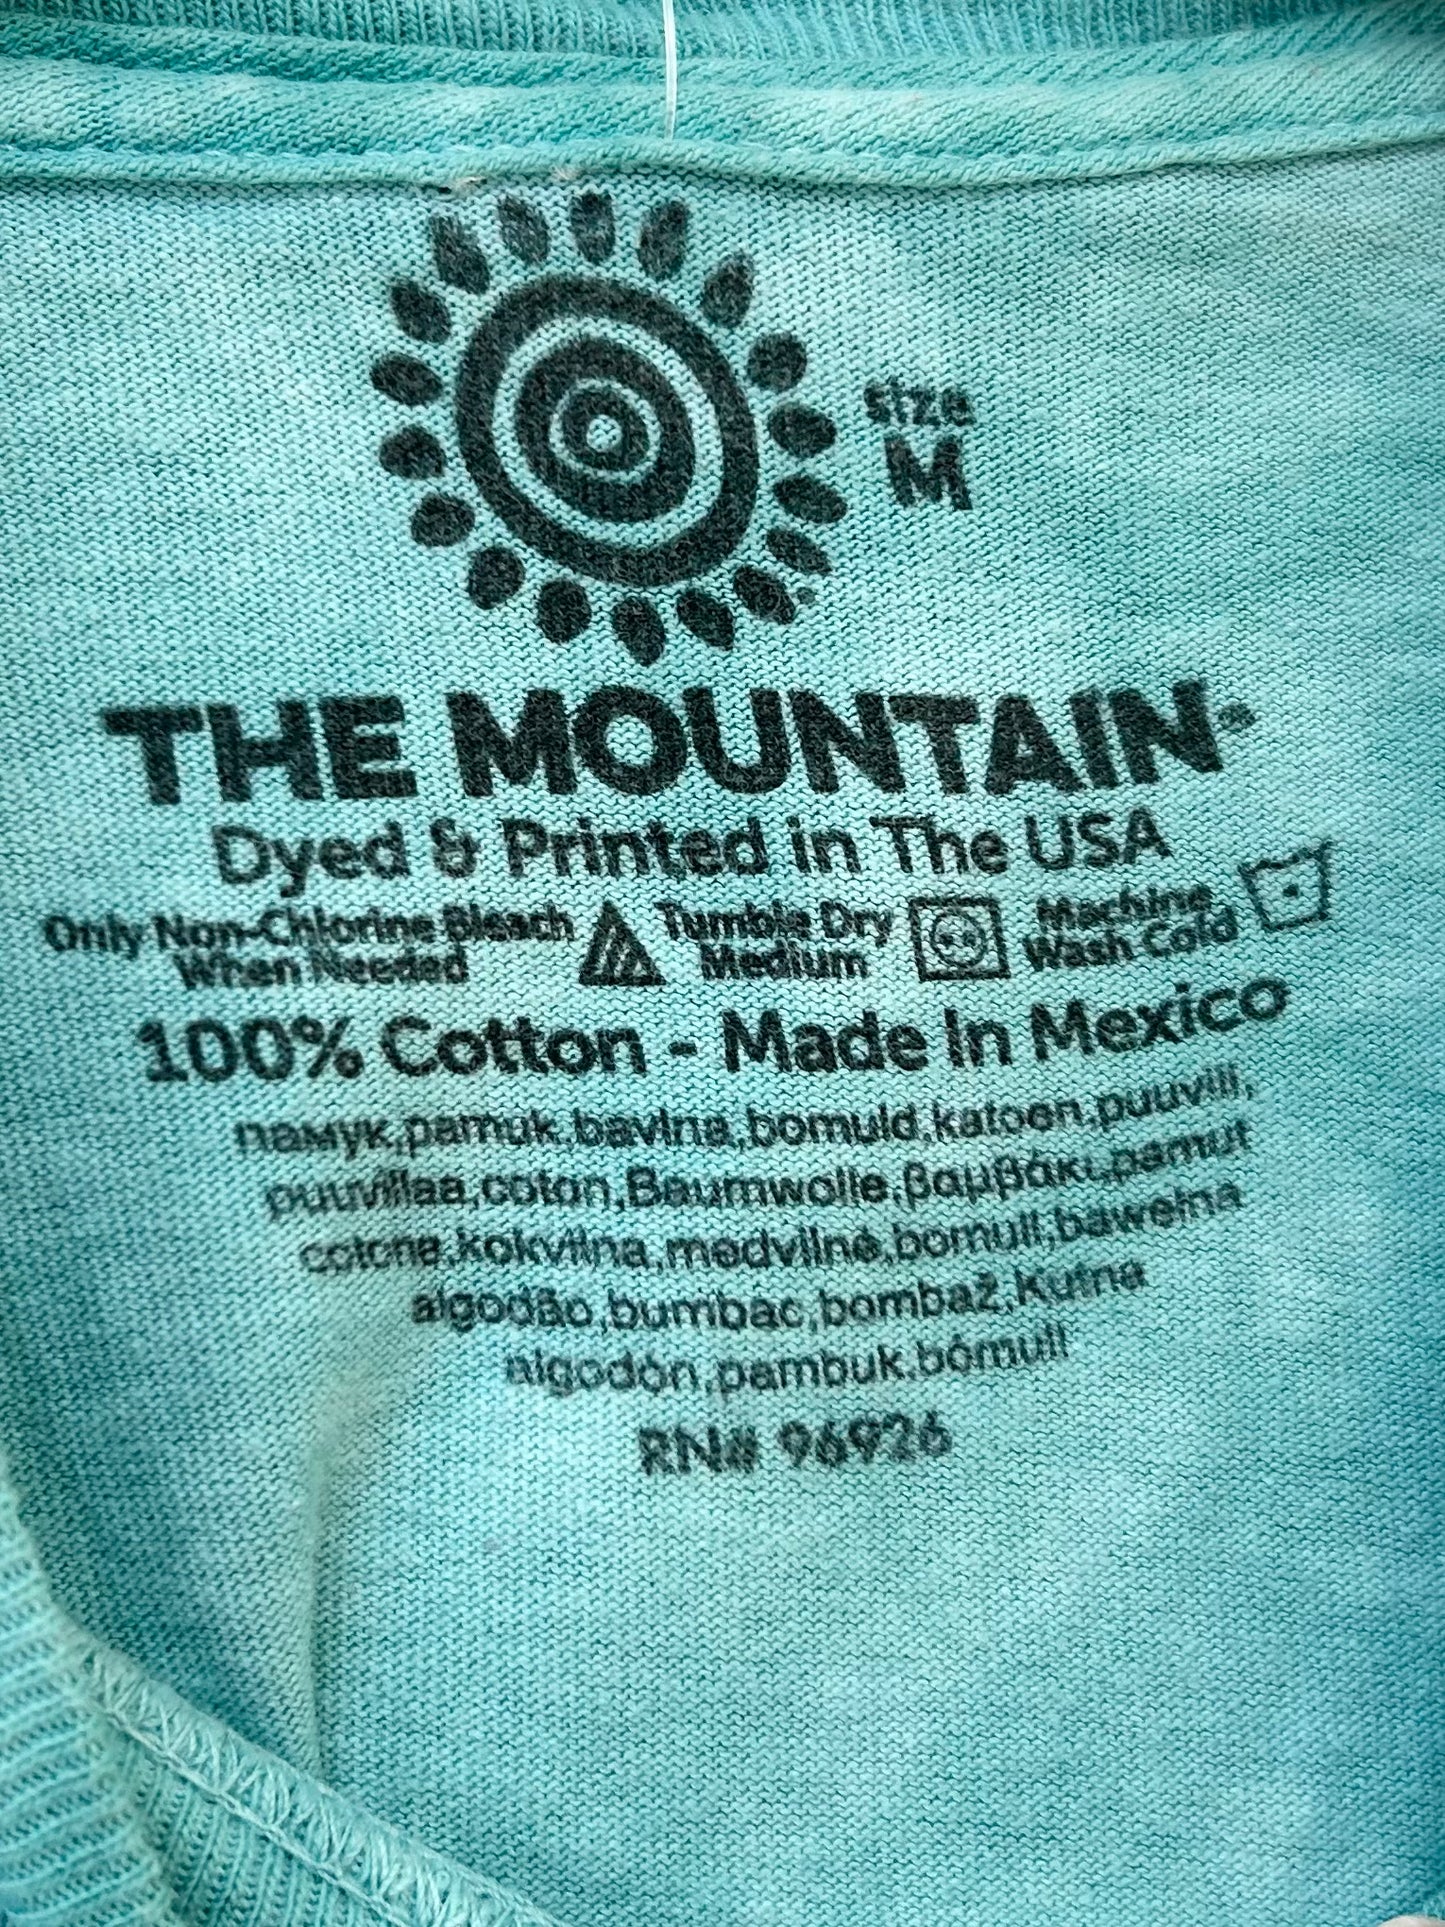 size
M
THE MOUNTAIN
Dyed & Printed in The USA
Only Non-Chlorine Bleach
When Needed
Tumble Dry
Medium
Machine
Wash Cold
100% Cotton - Made In Mexico
памук,pamuk,bavlna,bomuld,katoen,puuvill,
puuvillaa,coton,Baumwolle,βαμβάκι,pamut
cotone,kokvilna,medvilnė,bomull,bawełna
algodão,bumbac,bombaž,Kutna
algodón,pambuk,bómull
RN# 96926